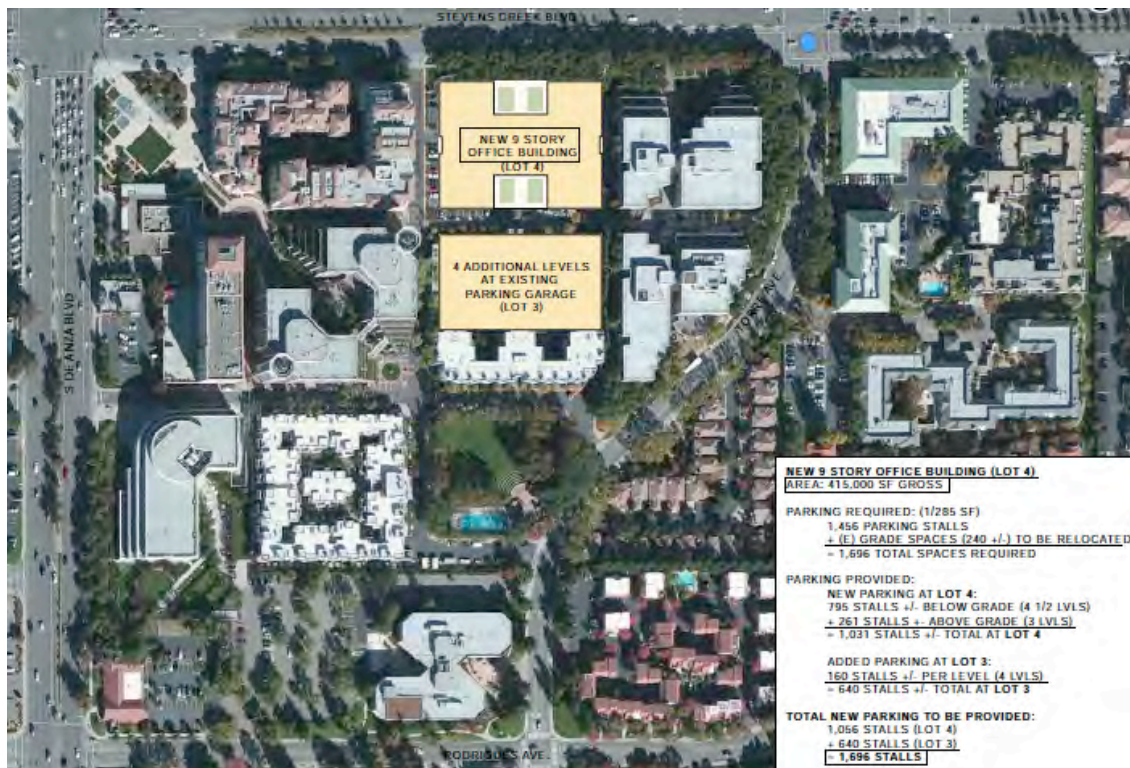 STEVENS CREEK BLVD
NEW 9 STORY
OFFICE BUILDING
(LOT 4)
4 ADDITIONAL LEVELS
AT EXISTING
PARKING GARAGE
(LOT 3)
S DE ANZA BLVD
TORRE AVE
RODRIGUES AVE.
NEW 9 STORY OFFICE BUILDING (LOT 4)
AREA: 415,000 SF GROSS
PARKING REQUIRED: (1/285 SF)
1,456 PARKING STALLS
+ (E) GRADE SPACES (240 +/-) TO BE RELOCATED
= 1,696 TOTAL SPACES REQUIRED
PARKING PROVIDED:
NEW PARKING AT LOT 4:
795 STALLS +/- BELOW GRADE (4 1/2 LVLS)
+ 261 STALLS +- ABOVE GRADE (3 LVLS)
= 1,031 STALLS +/- TOTAL AT LOT 4
ADDED PARKING AT LOT 3:
160 STALLS +/- PER LEVEL (4 LVLS)
= 640 STALLS +/- TOTAL AT LOT 3
TOTAL NEW PARKING TO BE PROVIDED:
1,056 STALLS (LOT 4)
+ 640 STALLS (LOT 3)
= 1,696 STALLS